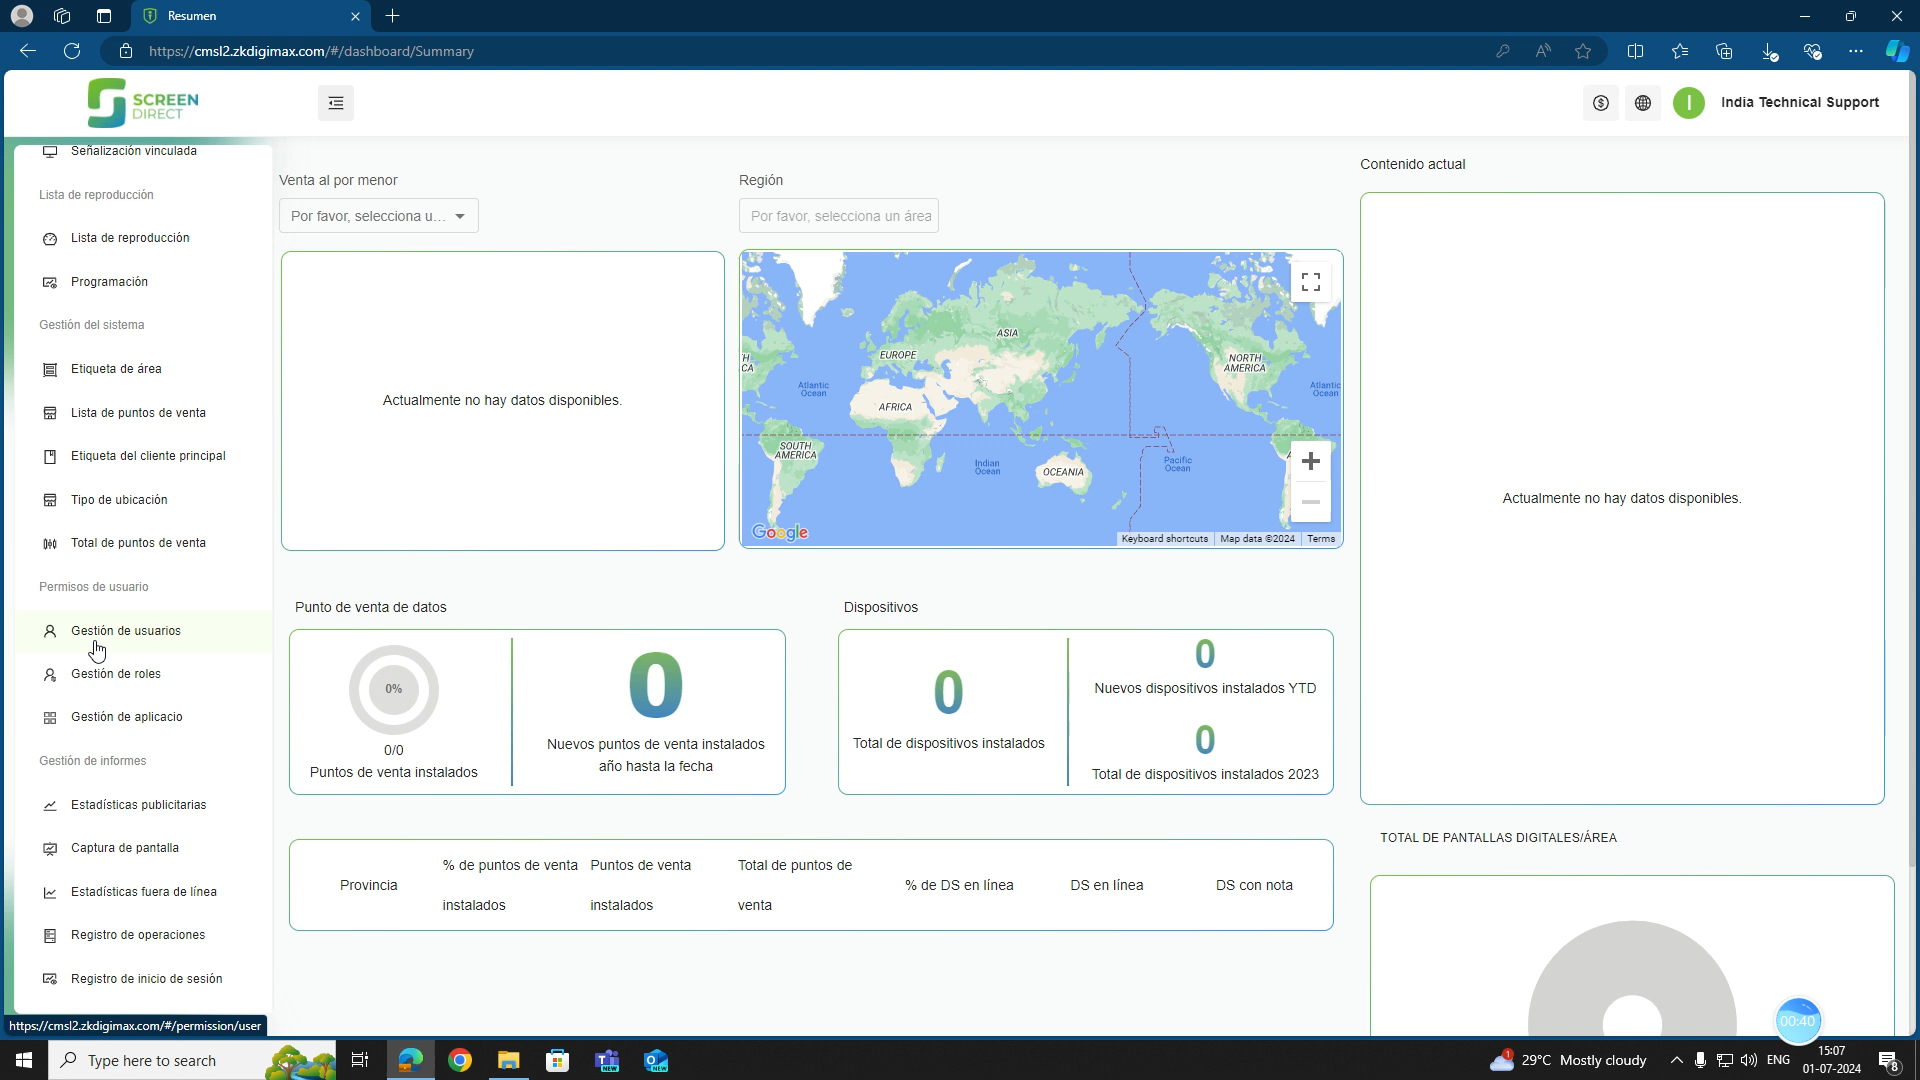 Resumen
https://cmsl2.zkdigimax.com/#/dashboard/Summary
SCREEN
DIRECT
$
I
India Technical Support
Señalización vinculada
Lista de reproducción
Lista de reproducción
Programación
Gestión del sistema
Etiqueta de área
Lista de puntos de venta
Etiqueta del cliente principal
Tipo de ubicación
Total de puntos de venta
Permisos de usuario
Gestión de usuarios
Gestión de roles
Gestión de aplicacio
Gestión de informes
Estadísticas publicitarias
Captura de pantalla
Estadísticas fuera de línea
Registro de operaciones
Registro de inicio de sesión
https://cmsl2.zkdigimax.com/#/permission/user
Venta al por menor
Por favor, selecciona u...
Actualmente no hay datos disponibles.
Región
Por favor, selecciona un área
ASIA
EUROPE
NORTH
AMERICA
CA
Atlantic
Ocean
Atlantic
Ocean
AFRICA
SOUTH
AMERICA
Indian
Ocean
OCEANIA
Pacific
Ocean
Google
Keyboard shortcuts
Map data ©2024
Terms
Contenido actual
Actualmente no hay datos disponibles.
Punto de venta de datos
0%
0/0
Puntos de venta instalados
0
Nuevos puntos de venta instalados
año hasta la fecha
Dispositivos
0
Total de dispositivos instalados
0
Nuevos dispositivos instalados YTD
0
Total de dispositivos instalados 2023
Provincia
% de puntos de venta
instalados
Puntos de venta
instalados
Total de puntos de
venta
% de DS en línea
DS en línea
DS con nota
TOTAL DE PANTALLAS DIGITALES/ÁREA
00:40
Type here to search
NEW
NEW
1
29°C Mostly cloudy
ENG
15:07
01-07-2024
8